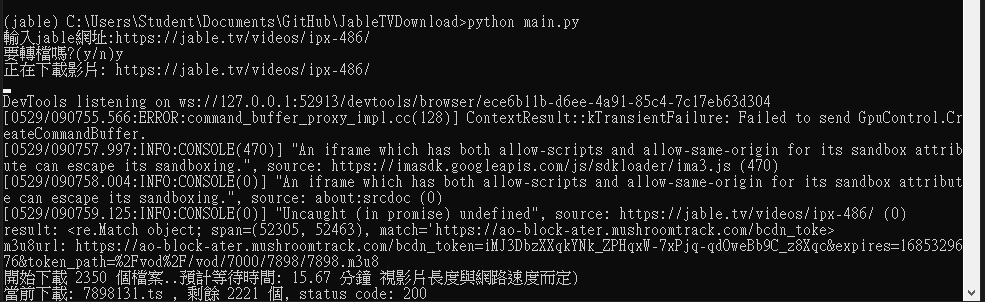 (jable) C:\Users\Student\Documents\GitHub\JableTVDownload>python main.py
輸入jable網址:https://jable.tv/videos/ipx-486/
要轉檔嗎?(y/n)y
正在下載影片: https://jable.tv/videos/ipx-486/
DevTools listening on ws://127.0.0.1:52913/devtools/browser/ece6b11b-d6ee-4a91-85c4-7c17eb63d304
[0529/090755.566:ERROR:command_buffer_proxy_impl.cc(128)] ContextResult::kTransientFailure: Failed to send GpuControl.Cr
eateCommandBuffer.
[0529/090757.997:INFO:CONSOLE(470)] "An iframe which has both allow-scripts and allow-same-origin for its sandbox attrib
ute can escape its sandboxing.", source: https://imasdk.googleapis.com/js/sdkloader/ima3.js (470)
[0529/090758.004:INFO:CONSOLE(0)] "An iframe which has both allow-scripts and allow-same-origin for its sandbox attribut
e can escape its sandboxing.", source: about:srcdoc (0)
[0529/090759.125:INFO:CONSOLE(0)] "Uncaught (in promise) undefined", source: https://jable.tv/videos/ipx-486/ (0)
result: <re.Match object; span=(52305, 52463), match='https://ao-block-ater.mushroomtrack.com/bcdn_toke>
m3u8url: https://ao-block-ater.mushroomtrack.com/bcdn_token=iMJ3DbzXXqkYNk_ZPHqxW-7xPjq-qdOweBb9C_z8Xqc&expires=16853296
76&token_path=%2Fvod%2F/vod/7000/7898/7898.m3u8
開始下載 2350 個檔案..預計等待時間: 15.67 分鐘 視影片長度與網路速度而定)
當前下載: 7898131.ts , 剩餘 2221 個, status code: 200